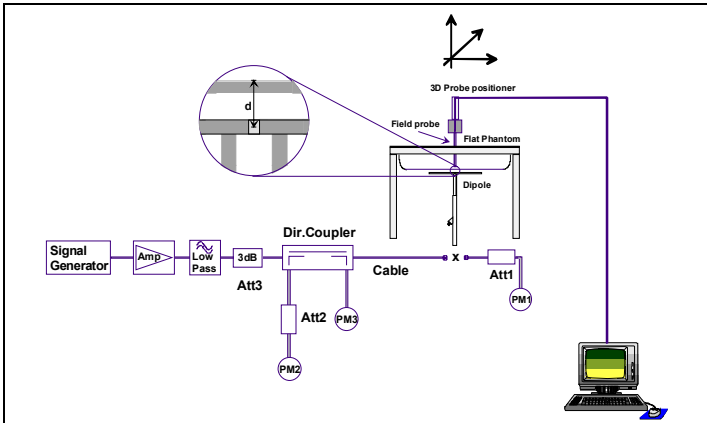 3D Probe positioner
d
Field probe
Flat Phantom
Dipole
Dir.Coupler
Signal
Generator
Amp
Low
Pass
3dB
Att3
Cable
x
Att1
PM1
Att2
PM3
PM2